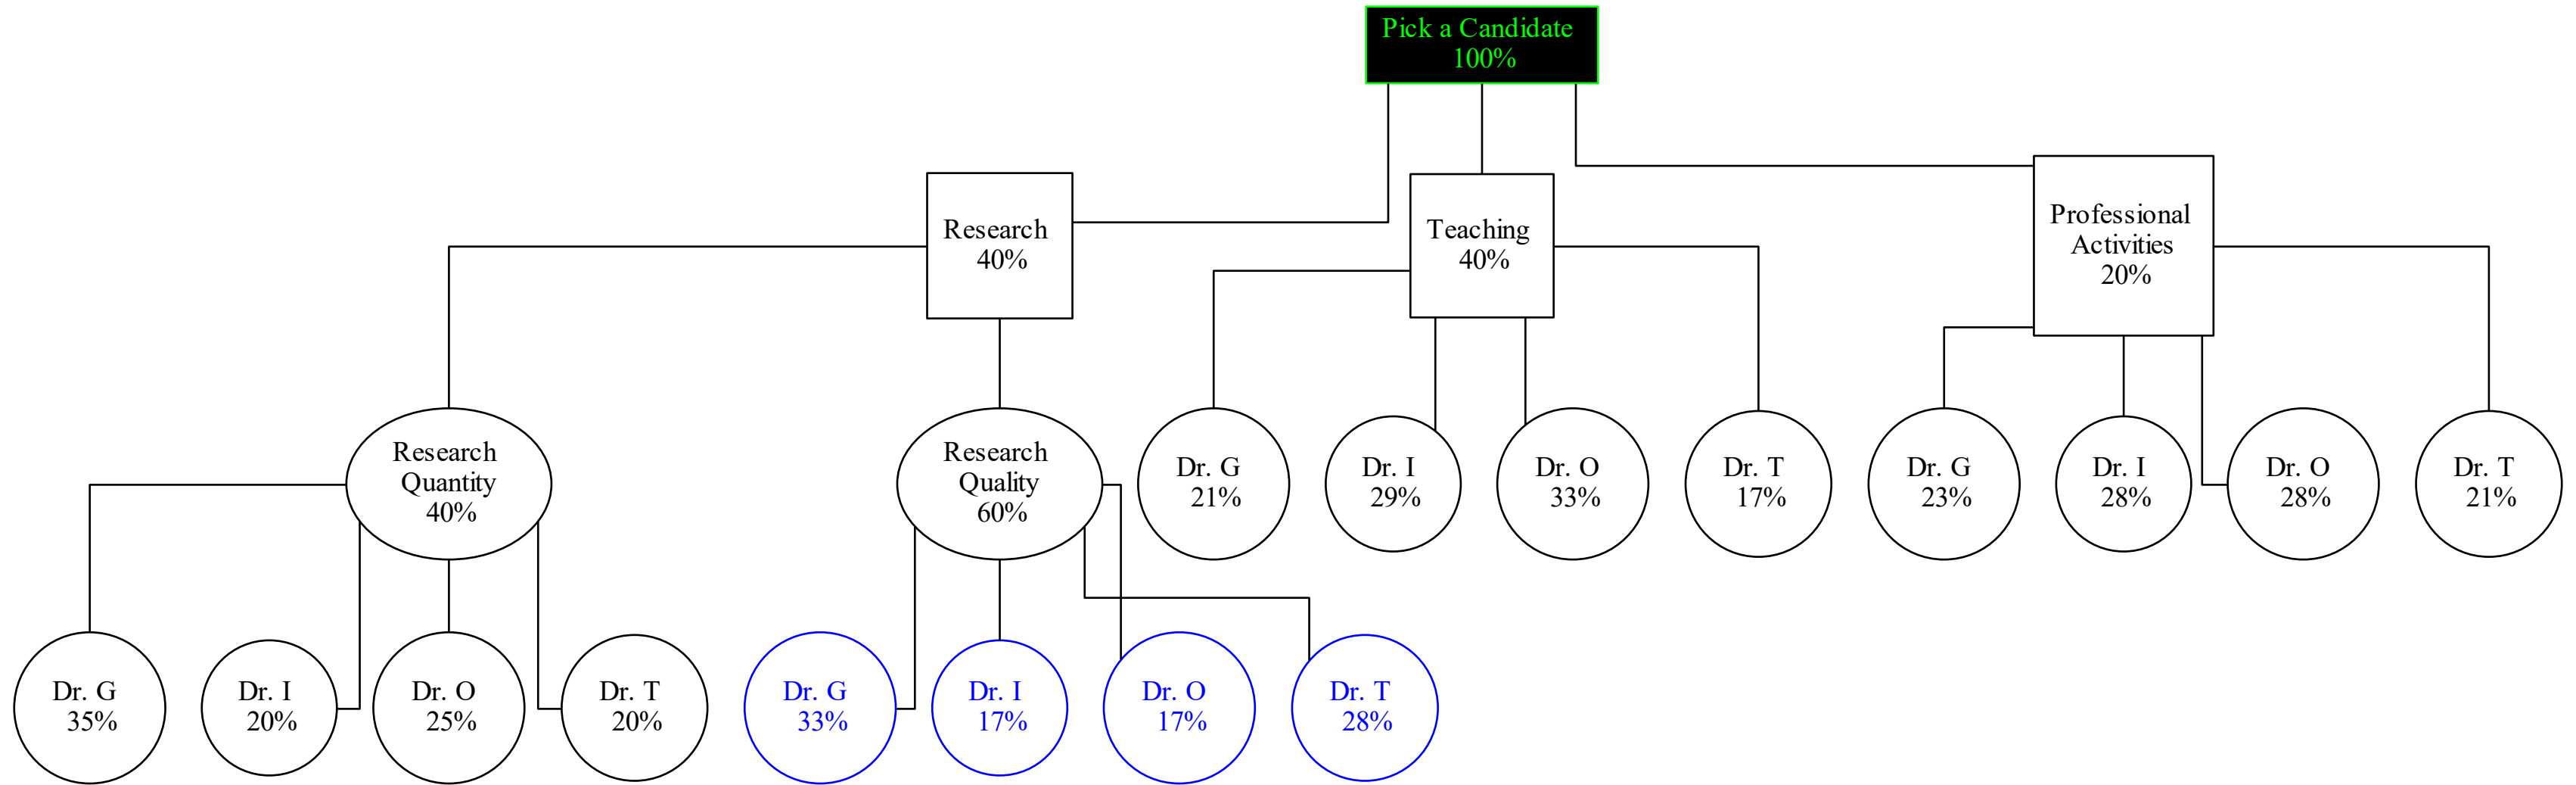 Pick a Candidate
100%
Research
40%
Teaching
40%
Professional
Activities
20%
Research
Quantity
40%
Research
Quality
60%
Dr. G
21%
Dr. I
29%
Dr. O
33%
Dr. T
17%
Dr. G
23%
Dr. I
28%
Dr. O
28%
Dr. T
21%
Dr. G
35%
Dr. I
20%
Dr. O
25%
Dr. T
20%
Dr. G
33%
Dr. I
17%
Dr. O
17%
Dr. T
28%